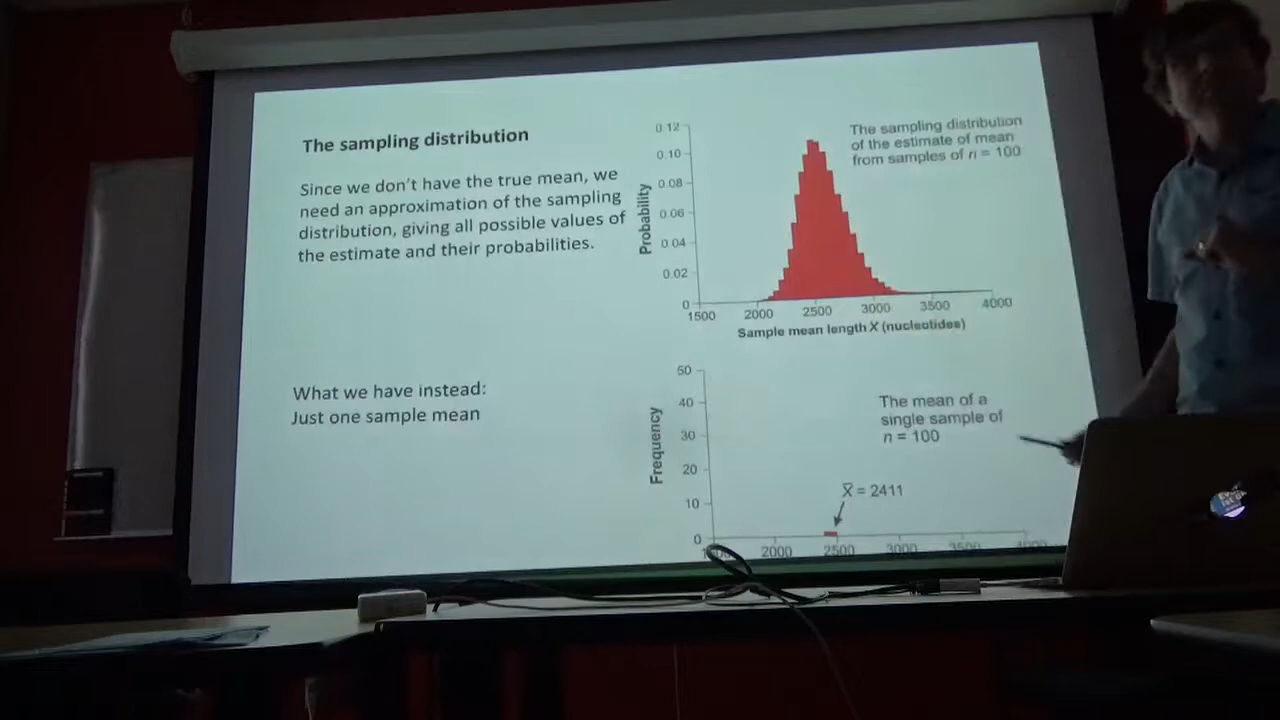 The sampling distribution
Since we don't have the true mean, we
need an approximation of the sampling
distribution, giving all possible values of
the estimate and their probabilities.
0.12
0.10
0.08
0.06
0.04
0.02
0
Probability
The sampling distribution
of the estimate of mean
from samples of n = 100
1500 2000 2500 3000 3500 4000
Sample mean length X (nucleotides)
What we have instead:
Just one sample mean
50
40
30
20
10
0
Frequency
The mean of a
single sample of
n = 100
X̅ = 2411
2000 2500 3000 3500 4000